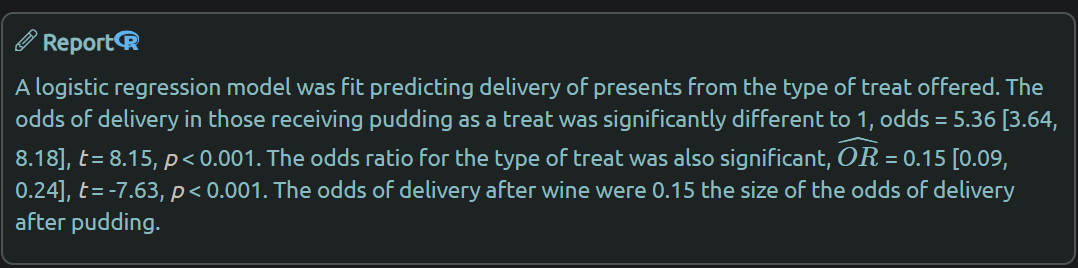 Report
A logistic regression model was fit predicting delivery of presents from the type of treat offered. The
odds of delivery in those receiving pudding as a treat was significantly different to 1, odds = 5.36 [3.64,
8.18], t = 8.15, p < 0.001. The odds ratio for the type of treat was also significant, \widehat{OR} = 0.15 [0.09,
0.24], t = -7.63, p < 0.001. The odds of delivery after wine were 0.15 the size of the odds of delivery
after pudding.